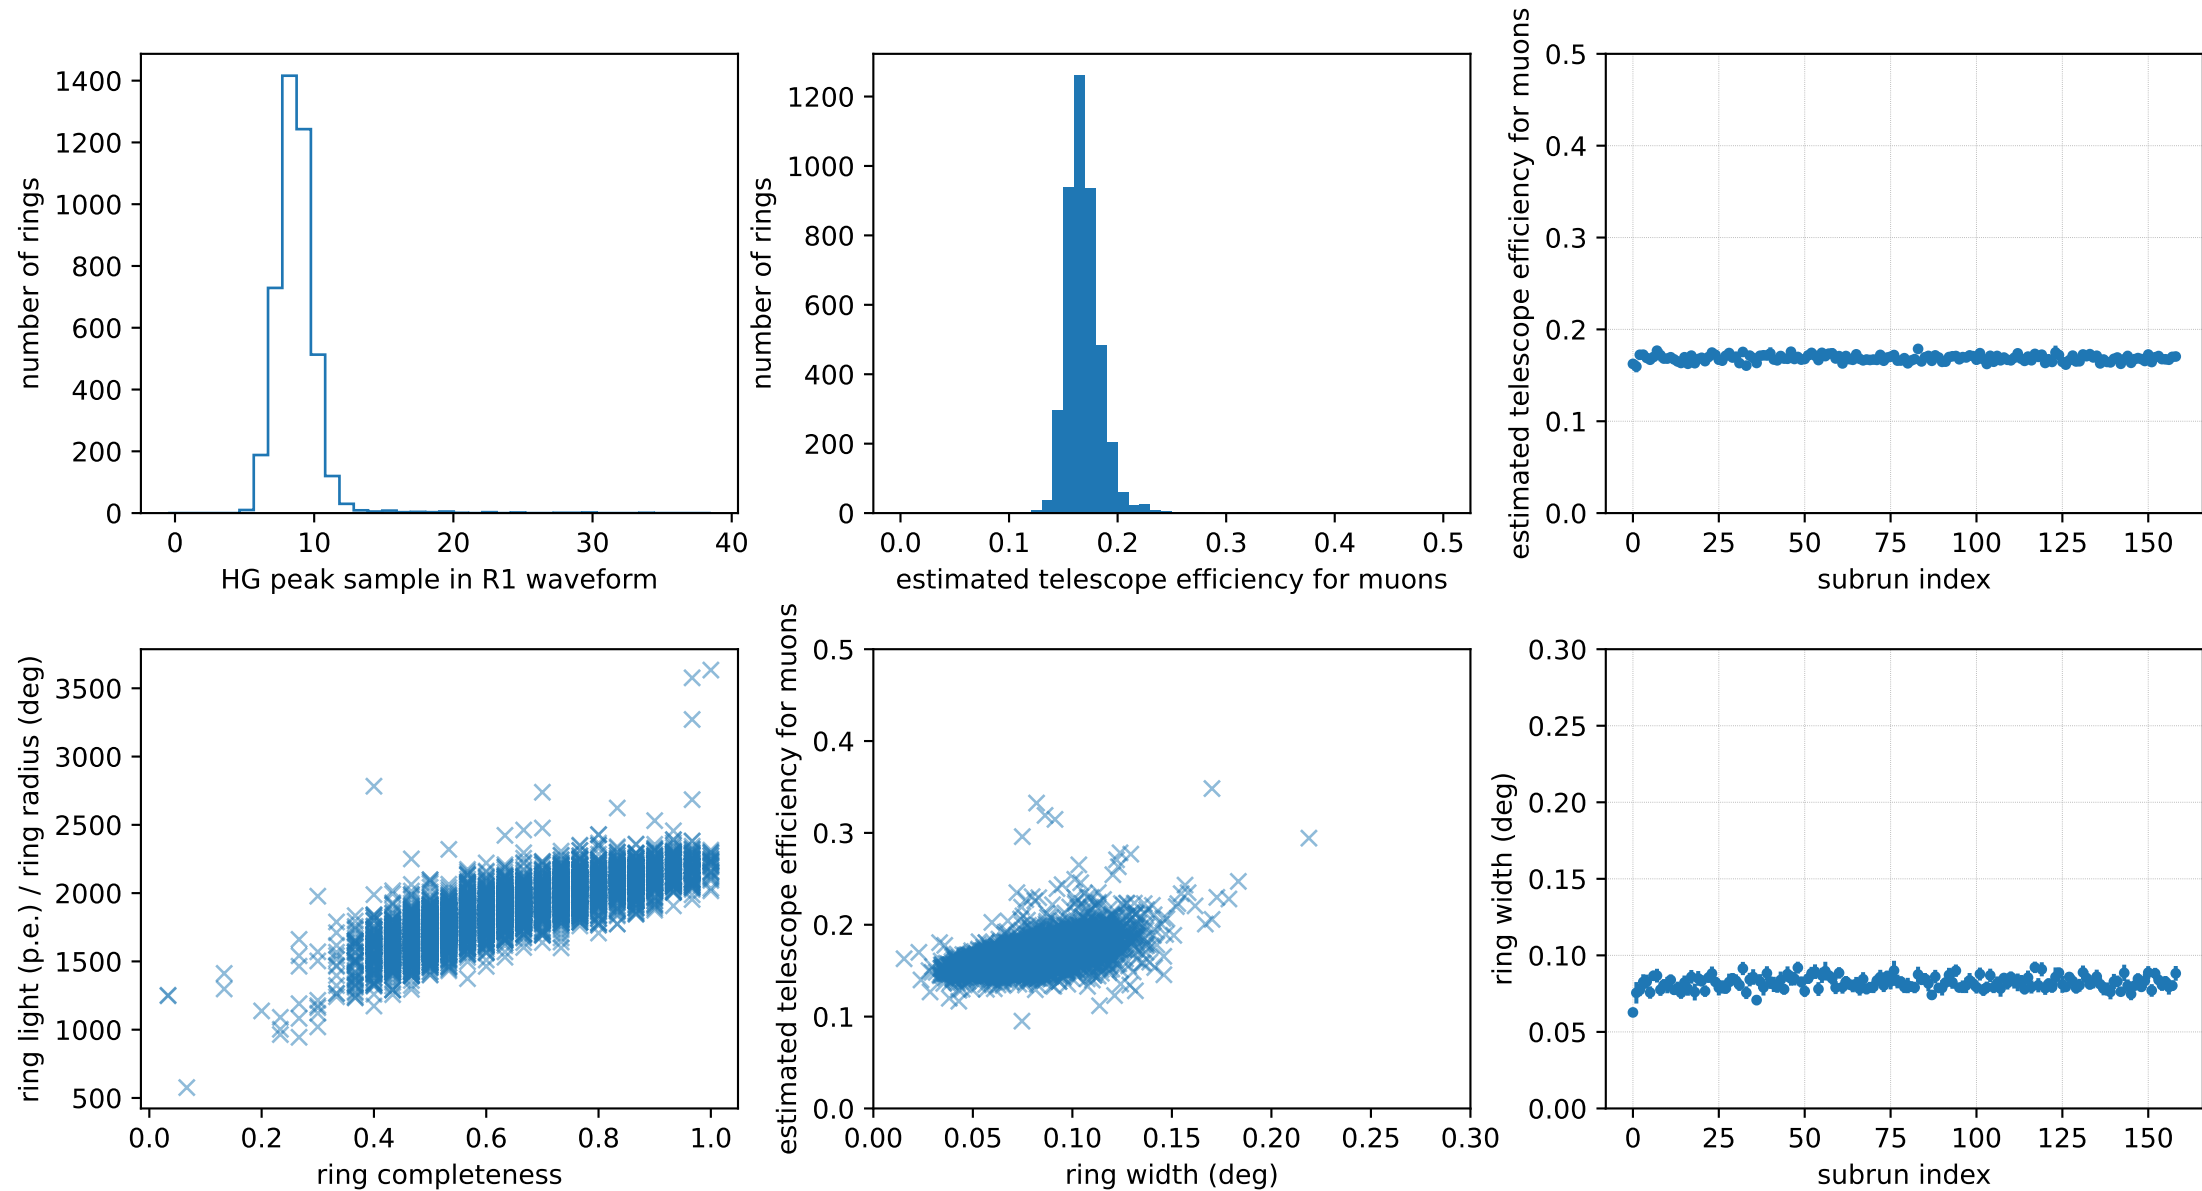 number of rings
1400
1200
1000
800
600
400
200
0
0 10 20 30 40
HG peak sample in R1 waveform
number of rings
1200
1000
800
600
400
200
0
0.0 0.1 0.2 0.3 0.4 0.5
estimated telescope efficiency for muons
estimated telescope efficiency for muons
0.5
0.4
0.3
0.2
0.1
0.0
0 25 50 75 100 125 150
subrun index
ring light (p.e.) / ring radius (deg)
3500
3000
2500
2000
1500
1000
500
0.0 0.2 0.4 0.6 0.8 1.0
ring completeness
estimated telescope efficiency for muons
0.5
0.4
0.3
0.2
0.1
0.0
0.00 0.05 0.10 0.15 0.20 0.25 0.30
ring width (deg)
ring width (deg)
0.30
0.25
0.20
0.15
0.10
0.05
0.00
0 25 50 75 100 125 150
subrun index